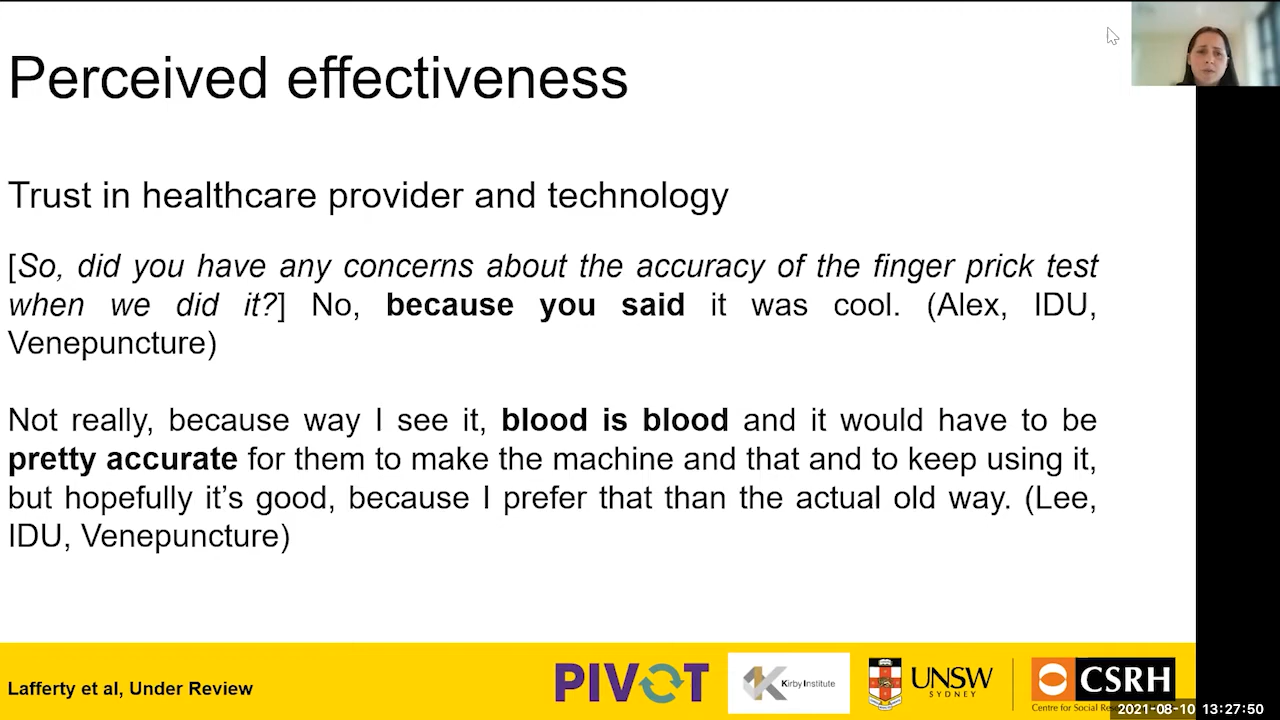 Perceived effectiveness
Trust in healthcare provider and technology
[So, did you have any concerns about the accuracy of the finger prick test
when we did it?] No, because you said it was cool. (Alex, IDU,
Venepuncture)
Not really, because way I see it, blood is blood and it would have to be
pretty accurate for them to make the machine and that and to keep using it,
but hopefully it’s good, because I prefer that than the actual old way. (Lee,
IDU, Venepuncture)
Lafferty et al, Under Review
PIVOT
Kirby Institute
UNSW
SYDNEY
CSRH
Centre for Social
2021-08-10 13:27:50